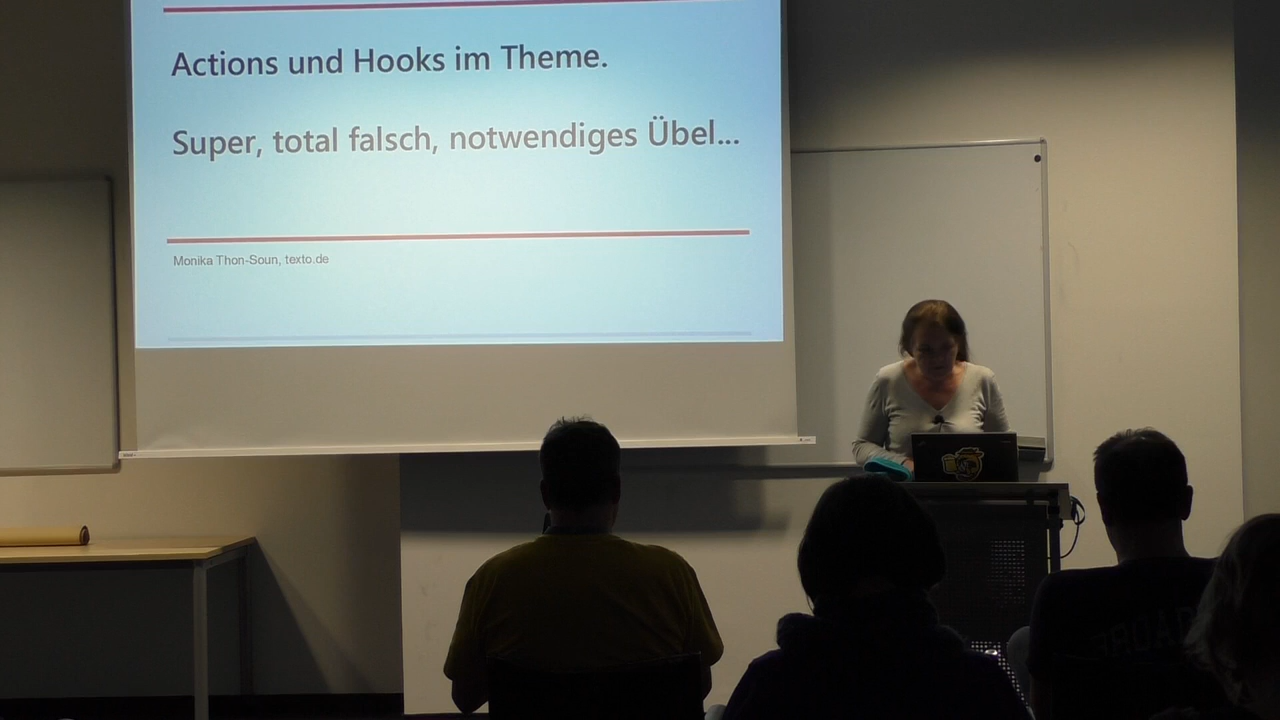 Actions und Hooks im Theme.
Super, total falsch, notwendiges Übel...
Monika Thon-Soun, texto.de